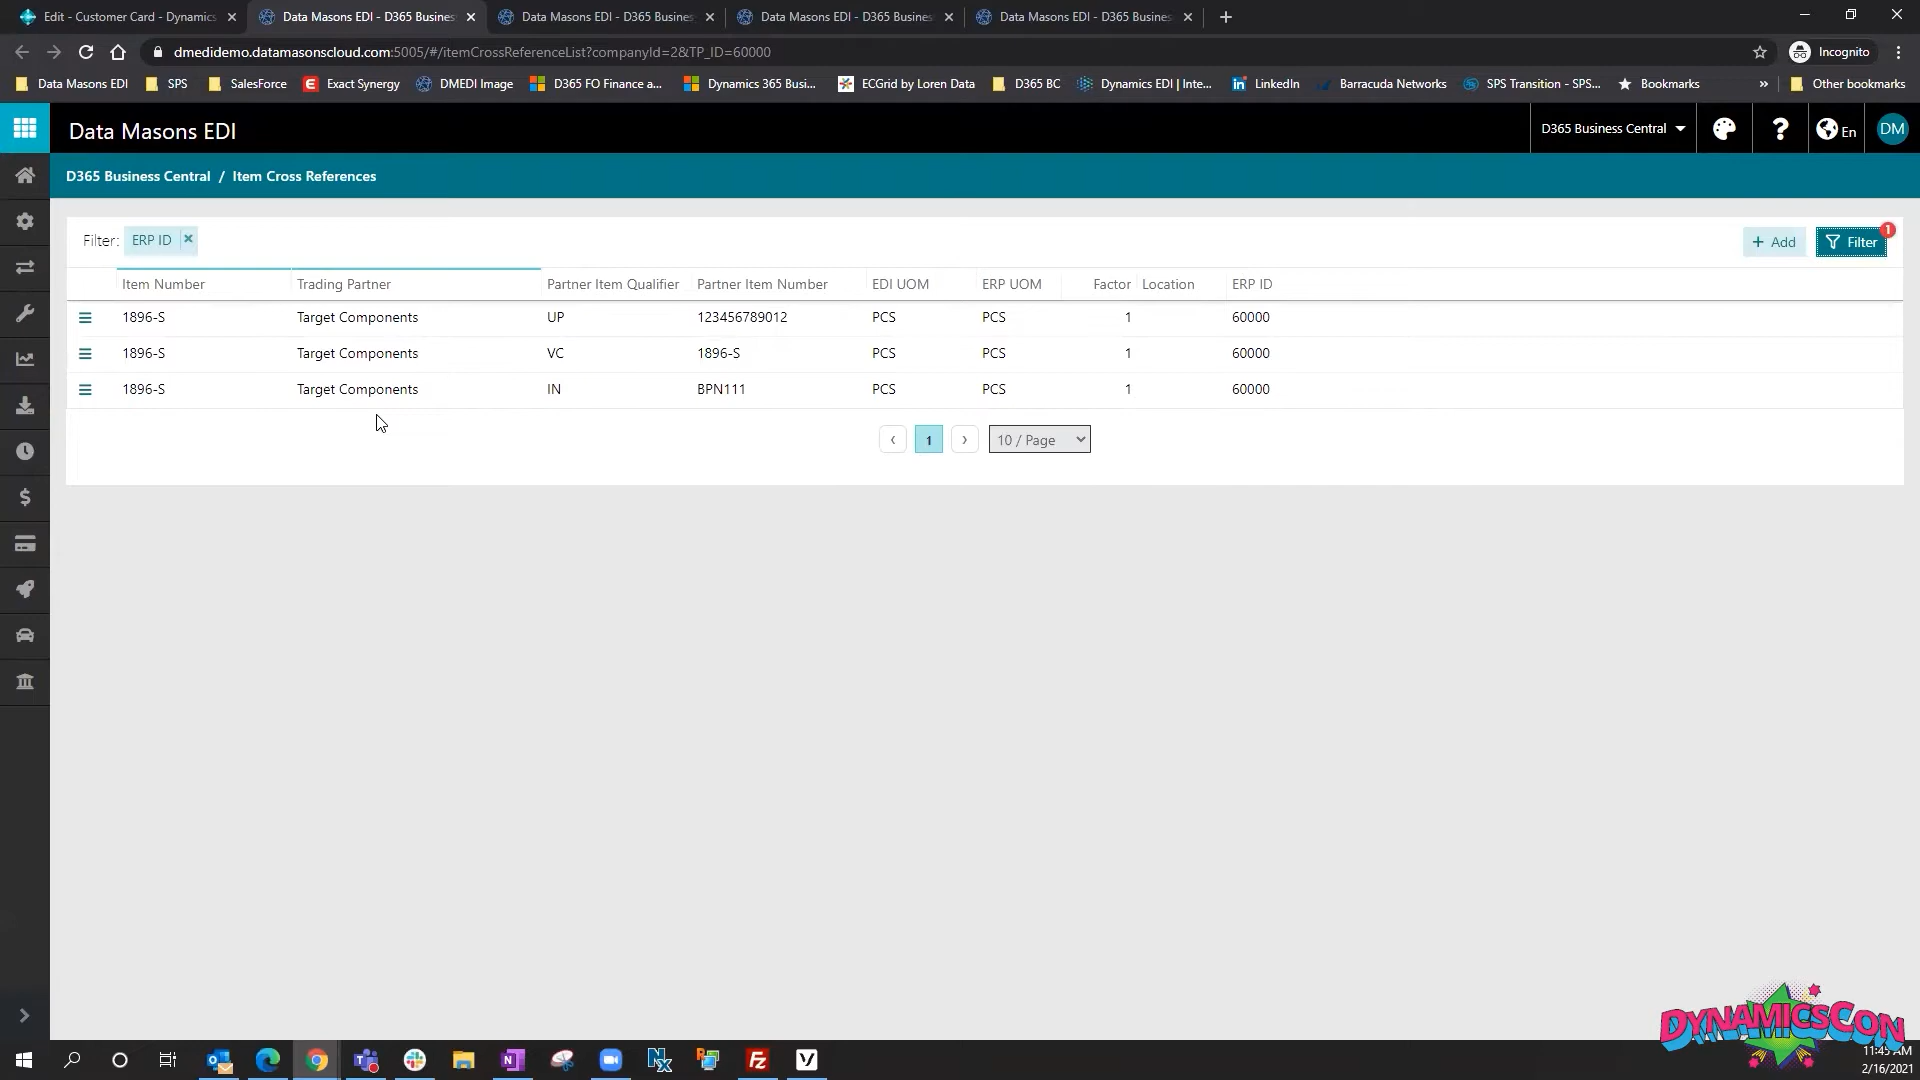 Edit - Customer Card - Dynamics
Data Masons EDI - D365 Business
Data Masons EDI - D365 Busines
Data Masons EDI - D365 Busines
Data Masons EDI - D365 Busines
dmedidemo.datamasonscloud.com:5005/#/itemCrossReferenceList?companyId=2&TP_ID=60000
Incognito
Data Masons EDI
SPS
SalesForce
Exact Synergy
DMEDI Image
D365 FO Finance a...
Dynamics 365 Busi...
ECGrid by Loren Data
D365 BC
Dynamics EDI | Inte...
LinkedIn
Barracuda Networks
SPS Transition - SPS...
Bookmarks
»
Other bookmarks
Data Masons EDI
D365 Business Central
?
En
DM
D365 Business Central / Item Cross References
Filter: ERP ID ×
+ Add
Filter
1
Item Number Trading Partner Partner Item Qualifier Partner Item Number EDI UOM ERP UOM Factor Location ERP ID
1896-S Target Components UP 123456789012 PCS PCS 1 60000
1896-S Target Components VC 1896-S PCS PCS 1 60000
1896-S Target Components IN BPN111 PCS PCS 1 60000
‹ 1 › 10 / Page
DYNAMICSCON
11:45 AM
2/16/2021